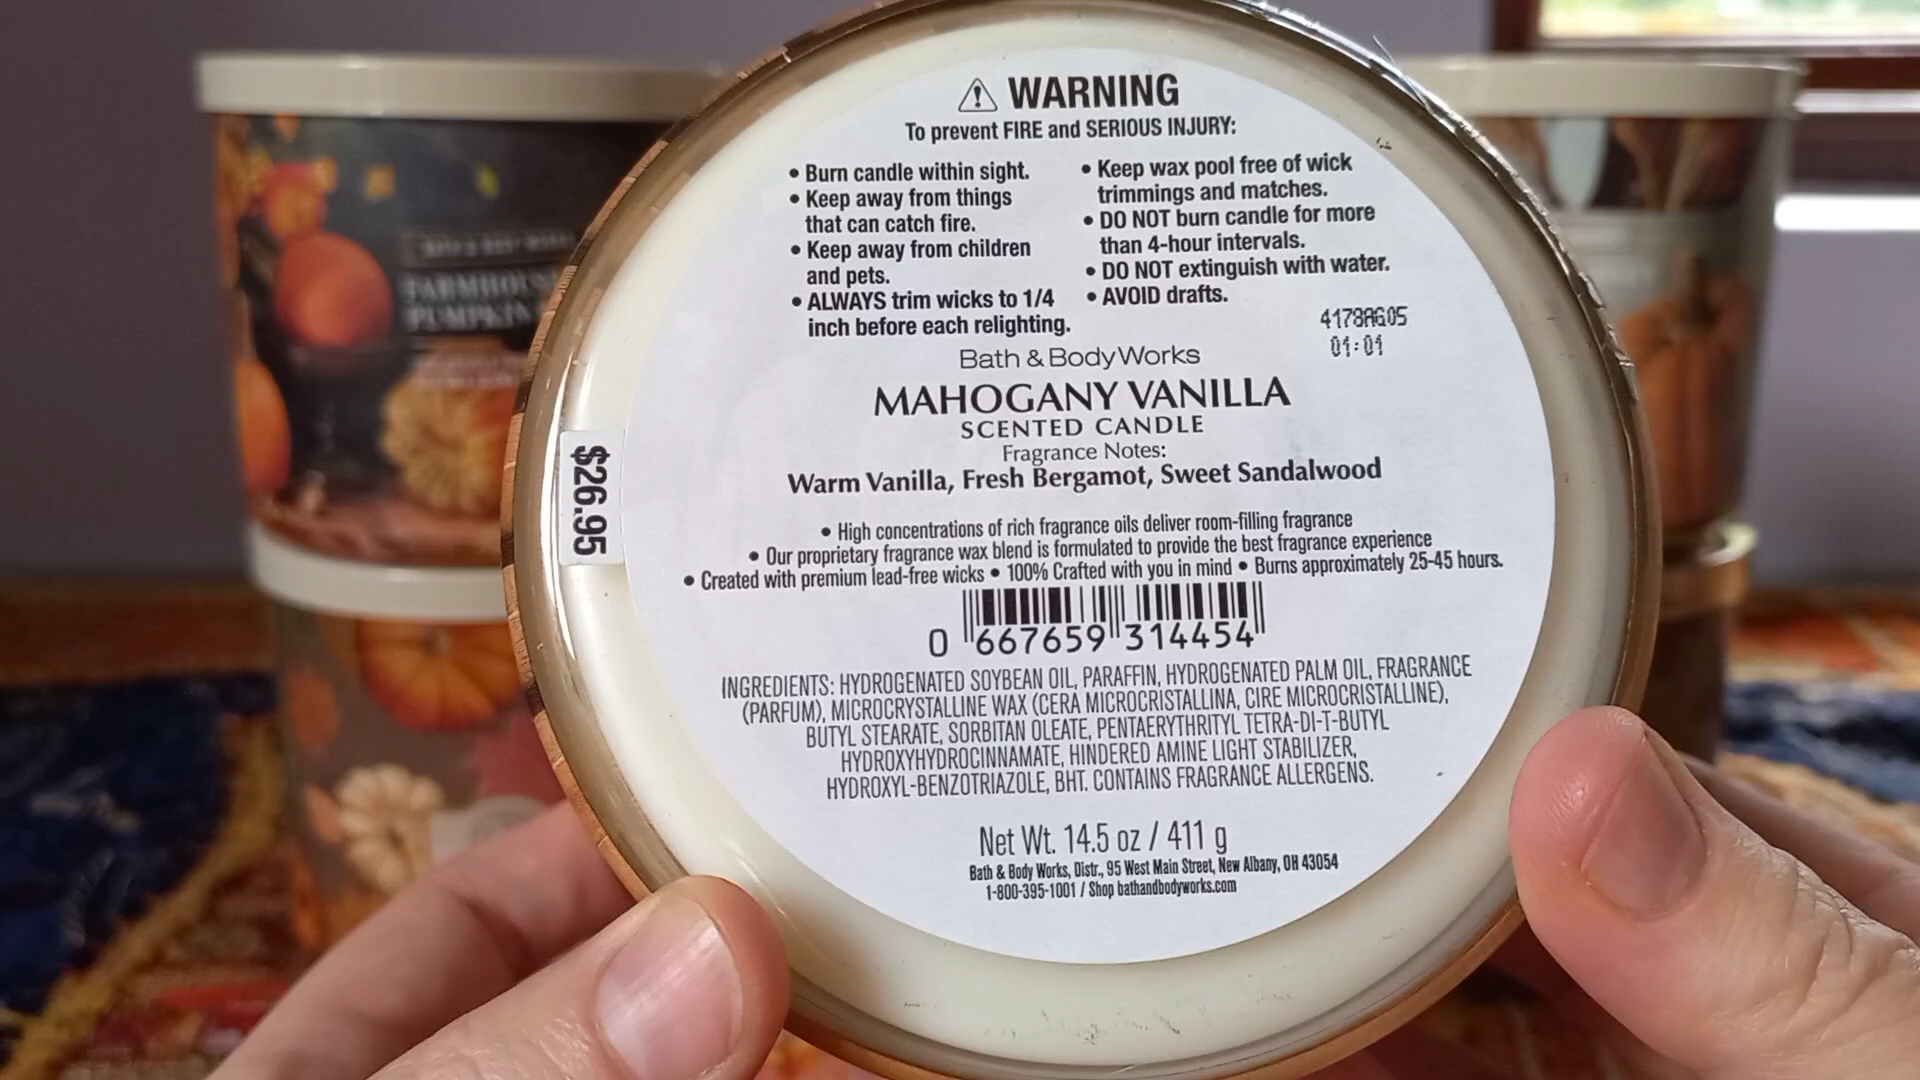 WARNING
To prevent FIRE and SERIOUS INJURY:
• Burn candle within sight.
• Keep away from things
that can catch fire.
• Keep away from children
and pets.
• ALWAYS trim wicks to 1/4
inch before each relighting.
• Keep wax pool free of wick
trimmings and matches.
• DO NOT burn candle for more
than 4-hour intervals.
• DO NOT extinguish with water.
• AVOID drafts.
4178AG05
01:01
Bath & Body Works
MAHOGANY VANILLA
SCENTED CANDLE
Fragrance Notes:
Warm Vanilla, Fresh Bergamot, Sweet Sandalwood
• High concentrations of rich fragrance oils deliver room-filling fragrance
• Our proprietary fragrance wax blend is formulated to provide the best fragrance experience
• Created with premium lead-free wicks • 100% Crafted with you in mind • Burns approximately 25-45 hours.
0 667659 314454
INGREDIENTS: HYDROGENATED SOYBEAN OIL, PARAFFIN, HYDROGENATED PALM OIL, FRAGRANCE
(PARFUM), MICROCRYSTALLINE WAX (CERA MICROCRISTALLINA, CIRE MICROCRISTALLINE),
BUTYL STEARATE, SORBITAN OLEATE, PENTAERYTHRITYL TETRA-DI-T-BUTYL
HYDROXYHYDROCINNAMATE, HINDERED AMINE LIGHT STABILIZER,
HYDROXYL-BENZOTRIAZOLE, BHT. CONTAINS FRAGRANCE ALLERGENS.
Net Wt. 14.5 oz / 411 g
Bath & Body Works, Distr., 95 West Main Street, New Albany, OH 43054
1-800-395-1001 / Shop bathandbodyworks.com
$26.95
PUMPKIN